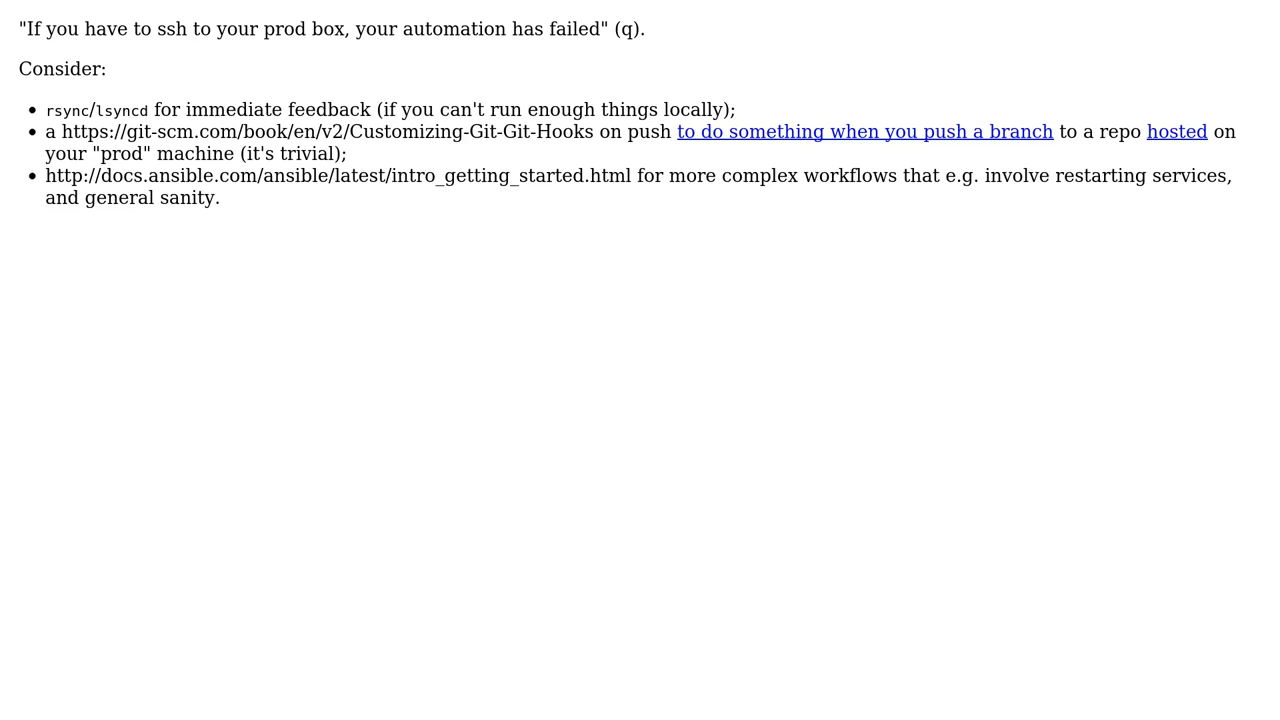 "If you have to ssh to your prod box, your automation has failed" (q).
Consider:
• rsync/lsyncd for immediate feedback (if you can't run enough things locally);
• a https://git-scm.com/book/en/v2/Customizing-Git-Git-Hooks on push to do something when you push a branch to a repo hosted on
your "prod" machine (it's trivial);
• http://docs.ansible.com/ansible/latest/intro_getting_started.html for more complex workflows that e.g. involve restarting services,
and general sanity.